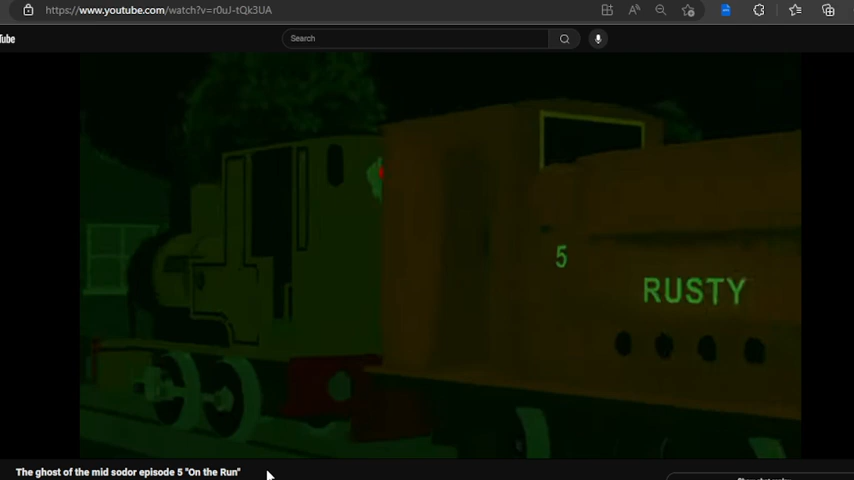 https://www.youtube.com/watch?v=r0uJ-tQk3UA
Tube
Search
5
RUSTY
The ghost of the mid sodor episode 5 "On the Run"